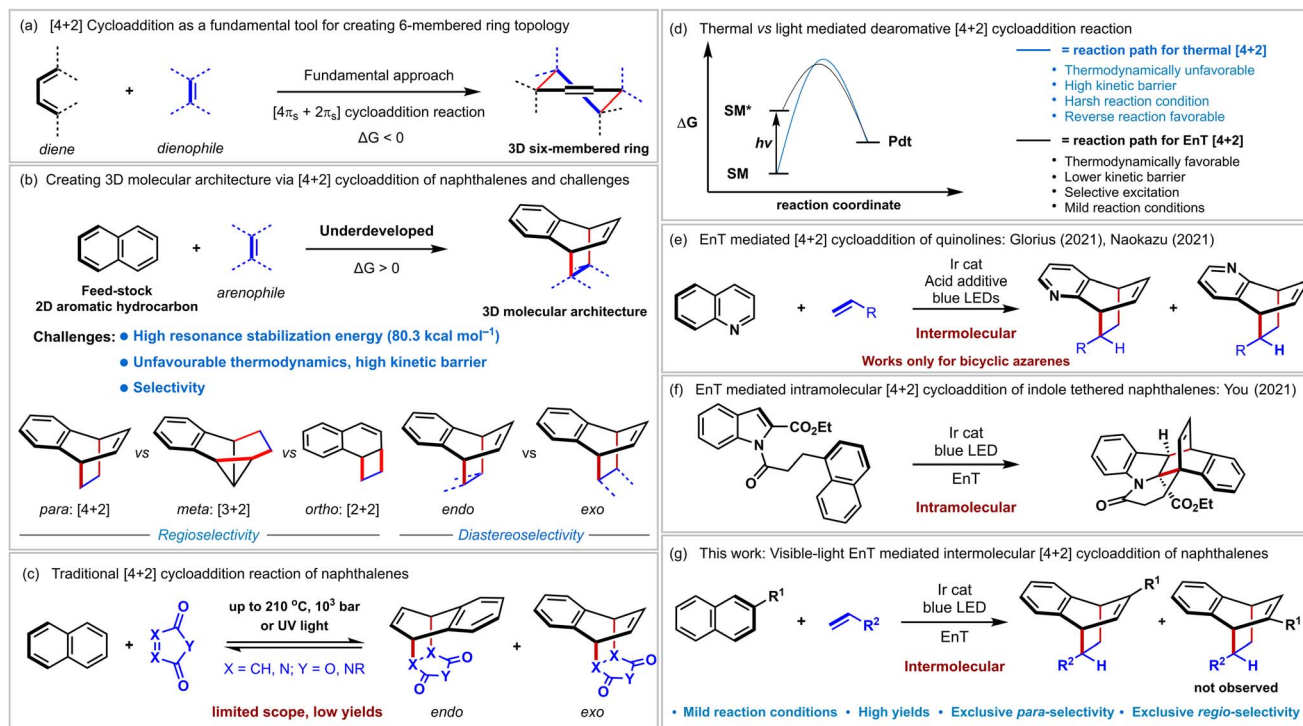 (a) [4+2] Cycloaddition as a fundamental tool for creating 6-membered ring topology
+
Fundamental approach
[4πs + 2πs] cycloaddition reaction
ΔG < 0
diene
dienophile
3D six-membered ring
(b) Creating 3D molecular architecture via [4+2] cycloaddition of naphthalenes and challenges
+
Underdeveloped
ΔG > 0
Feed-stock
2D aromatic hydrocarbon
arenophile
3D molecular architecture
Challenges: • High resonance stabilization energy (80.3 kcal mol⁻¹)
• Unfavourable thermodynamics, high kinetic barrier
• Selectivity
vs
vs
vs
para: [4+2]
meta: [3+2]
ortho: [2+2]
endo
exo
Regioselectivity
Diastereoselectivity
(c) Traditional [4+2] cycloaddition reaction of naphthalenes
+
O
X
X
Y
O
up to 210 °C, 10³ bar
or UV light
X = CH, N; Y = O, NR
limited scope, low yields
X
X
O
Y
O
endo
+
X
X
O
Y
O
exo
(d) Thermal vs light mediated dearomative [4+2] cycloaddition reaction
ΔG
SM*
hν
SM
Pdt
reaction coordinate
= reaction path for thermal [4+2]
• Thermodynamically unfavorable
• High kinetic barrier
• Harsh reaction condition
• Reverse reaction favorable
= reaction path for EnT [4+2]
• Thermodynamically favorable
• Lower kinetic barrier
• Selective excitation
• Mild reaction conditions
(e) EnT mediated [4+2] cycloaddition of quinolines: Glorius (2021), Naokazu (2021)
N
+
R
Ir cat
Acid additive
blue LEDs
Intermolecular
Works only for bicyclic azarenes
N
R
H
+
N
R
H
(f) EnT mediated intramolecular [4+2] cycloaddition of indole tethered naphthalenes: You (2021)
CO₂Et
N
O
Ir cat
blue LED
EnT
Intramolecular
H
N
O
CO₂Et
(g) This work: Visible-light EnT mediated intermolecular [4+2] cycloaddition of naphthalenes
R¹
+
R²
Ir cat
blue LED
EnT
Intermolecular
R¹
R²
H
+
R¹
R²
H
not observed
• Mild reaction conditions • High yields • Exclusive para-selectivity • Exclusive regio-selectivity